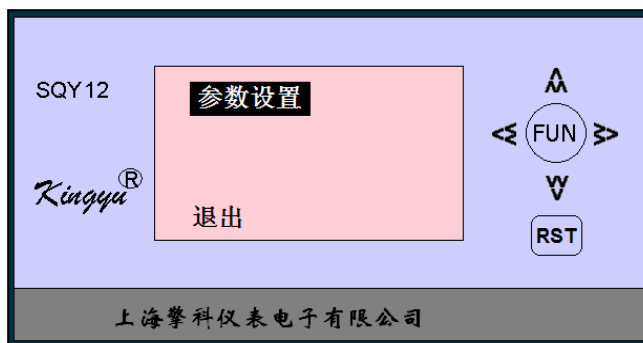 SQY12
参数设置
FUN
Kingyu®
退出
RST
上海擎科仪表电子有限公司